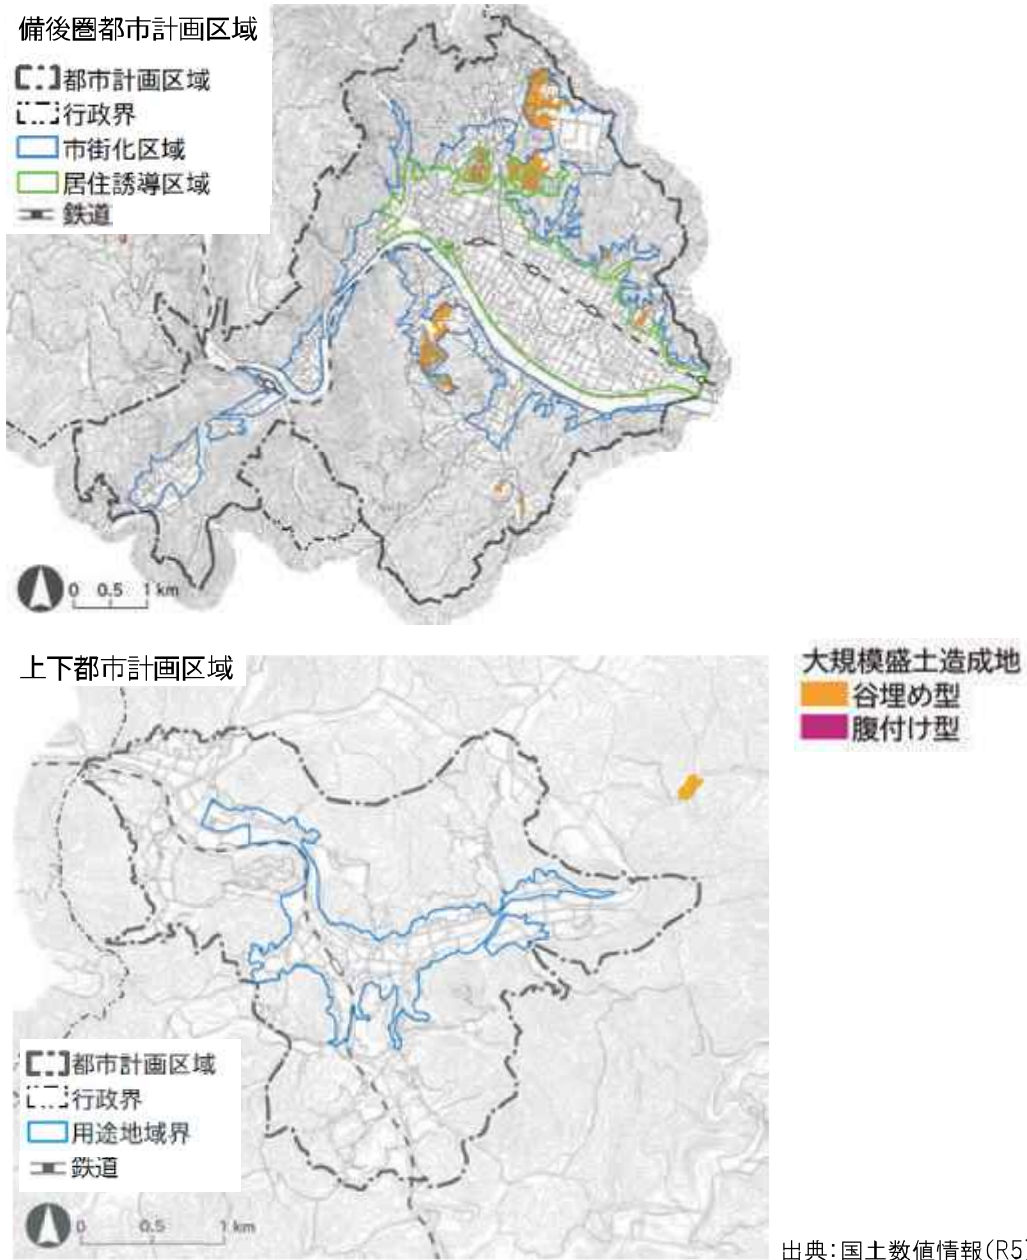 備後圏都市計画区域
都市計画区域
行政界
市街化区域
居住誘導区域
鉄道
0 0.5 1 km
上下都市計画区域
大規模盛土造成地
谷埋め型
腹付け型
都市計画区域
行政界
用途地域界
鉄道
0 0.5 1 km
出典：国土数値情報(R5